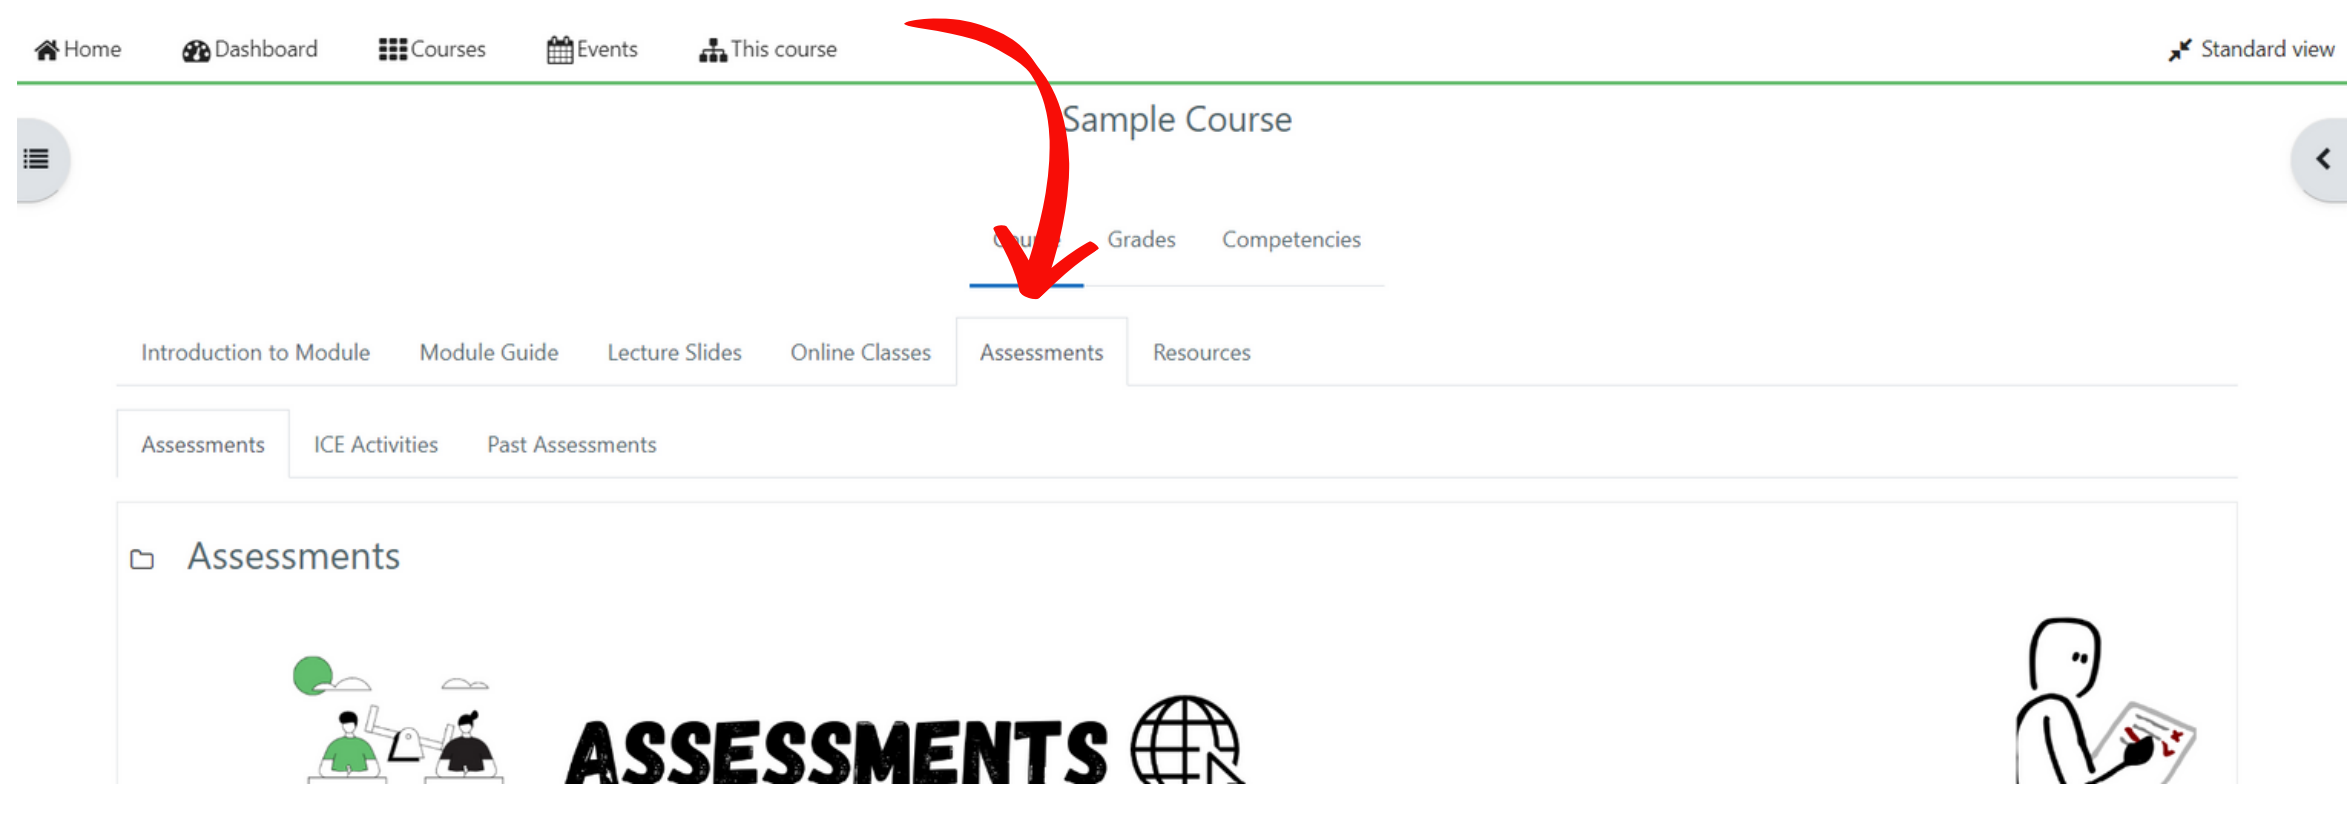 Home Dashboard Courses Events This course Standard view
Sample Course
Grades Competencies
Introduction to Module Module Guide Lecture Slides Online Classes Assessments Resources
Assessments ICE Activities Past Assessments
Assessments
ASSESSMENTS